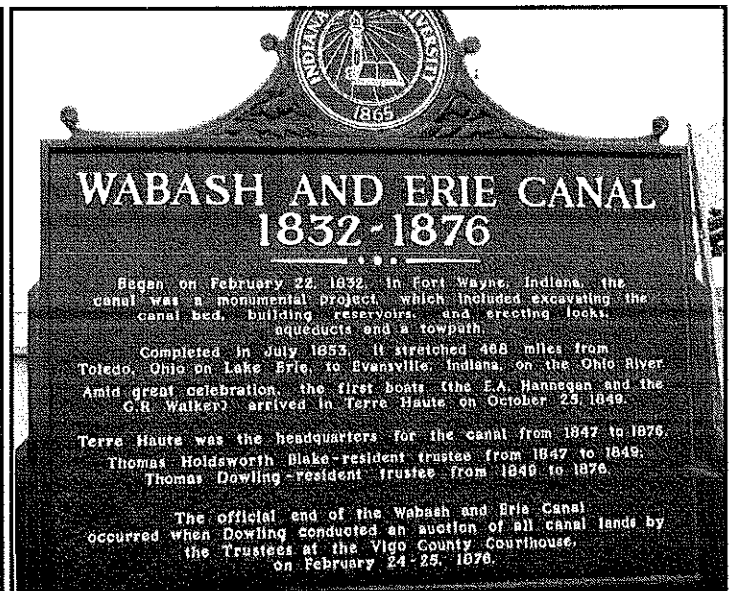 INDIANA UNIVERSITY
1865
WABASH AND ERIE CANAL
1832-1876
Began on February 22, 1832, in Fort Wayne, Indiana, the
canal was a monumental project, which included excavating the
canal bed, building reservoirs, and erecting locks,
aqueducts and a towpath.
Completed in July 1853, it stretched 468 miles from
Toledo, Ohio on Lake Erie, to Evansville, Indiana, on the Ohio River
Amid great celebration, the first boats (the E.A. Hannegan and the
G.R. Walker) arrived in Terre Haute on October 25, 1849.
Terre Haute was the headquarters for the canal from 1847 to 1876.
Thomas Holdsworth Blake-resident trustee from 1847 to 1849;
Thomas Dowling-resident trustee from 1849 to 1876.
The official end of the Wabash and Erie Canal
occurred when Dowling conducted an auction of all canal lands by
the Trustees at the Vigo County Courthouse,
on February 24-25, 1876.